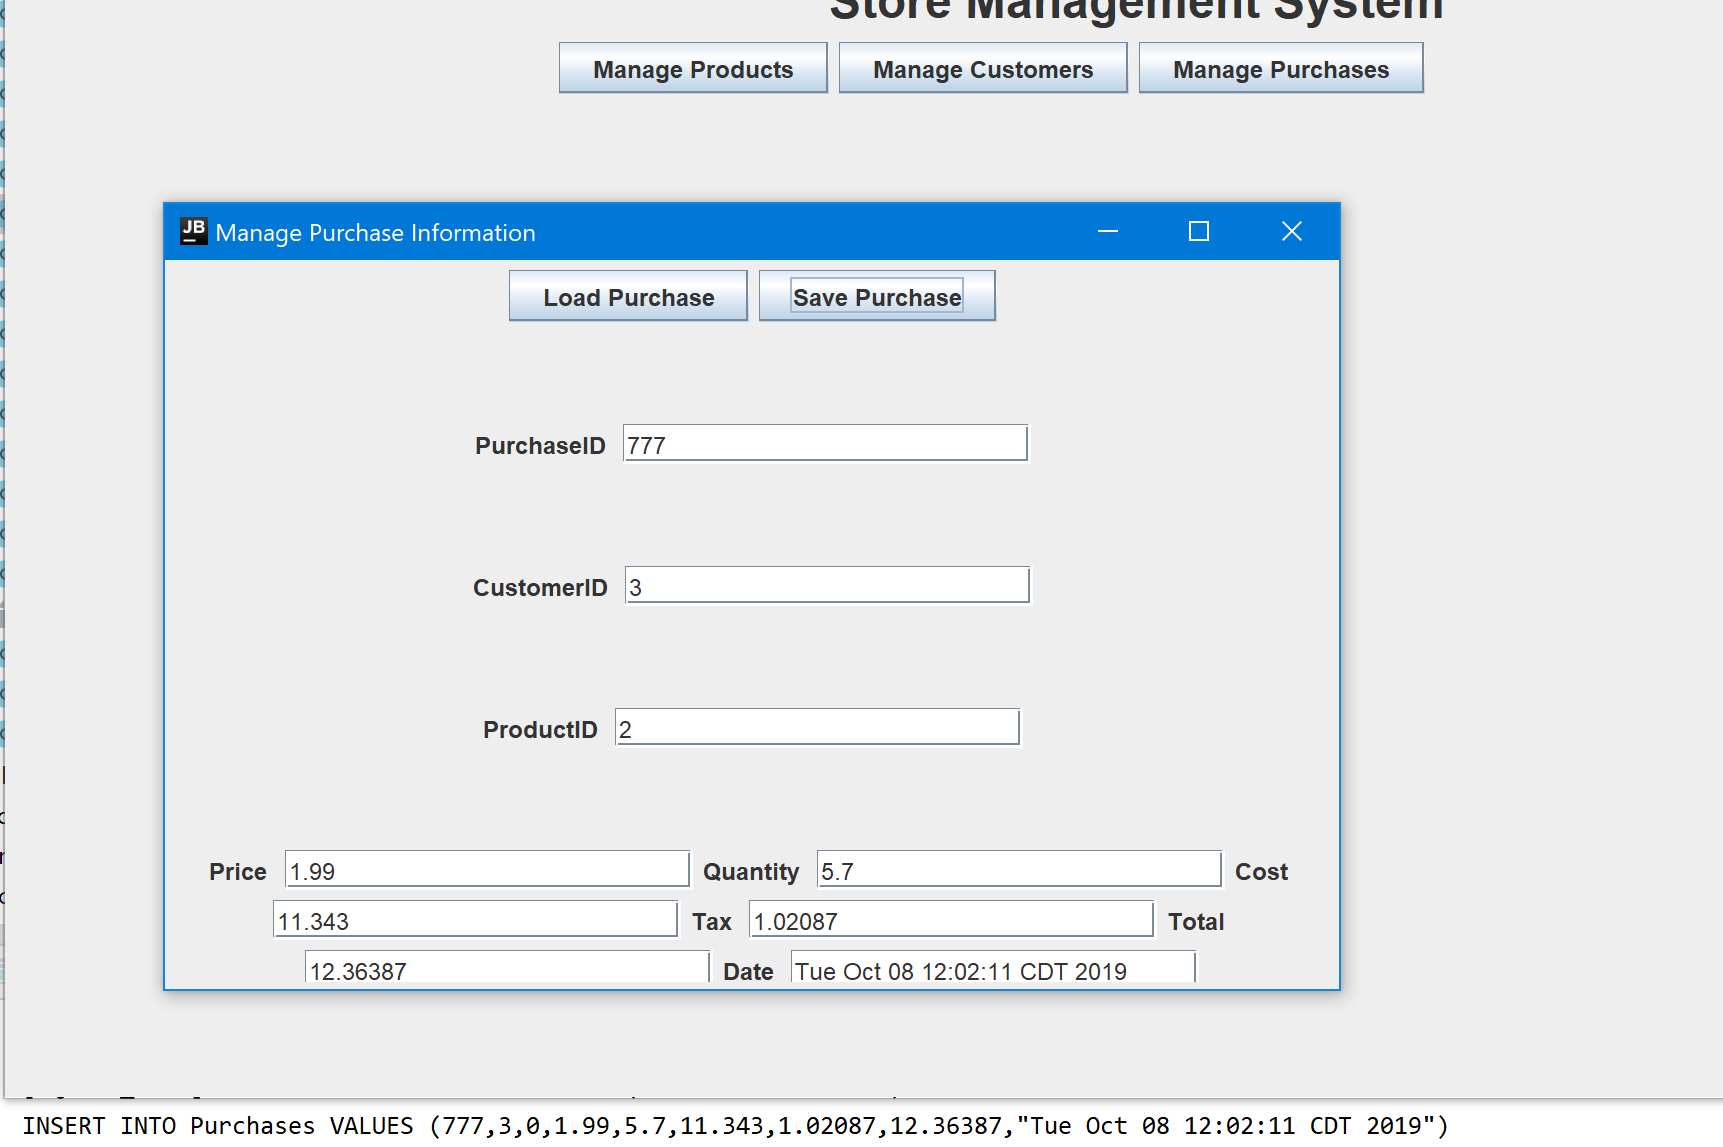 Store Management System
Manage Products Manage Customers Manage Purchases
JB Manage Purchase Information
Load Purchase Save Purchase
PurchaseID 777
CustomerID 3
ProductID 2
Price 1.99 Quantity 5.7 Cost
11.343 Tax 1.02087 Total
12.36387 Date Tue Oct 08 12:02:11 CDT 2019
INSERT INTO Purchases VALUES (777,3,0,1.99,5.7,11.343,1.02087,12.36387,"Tue Oct 08 12:02:11 CDT 2019")